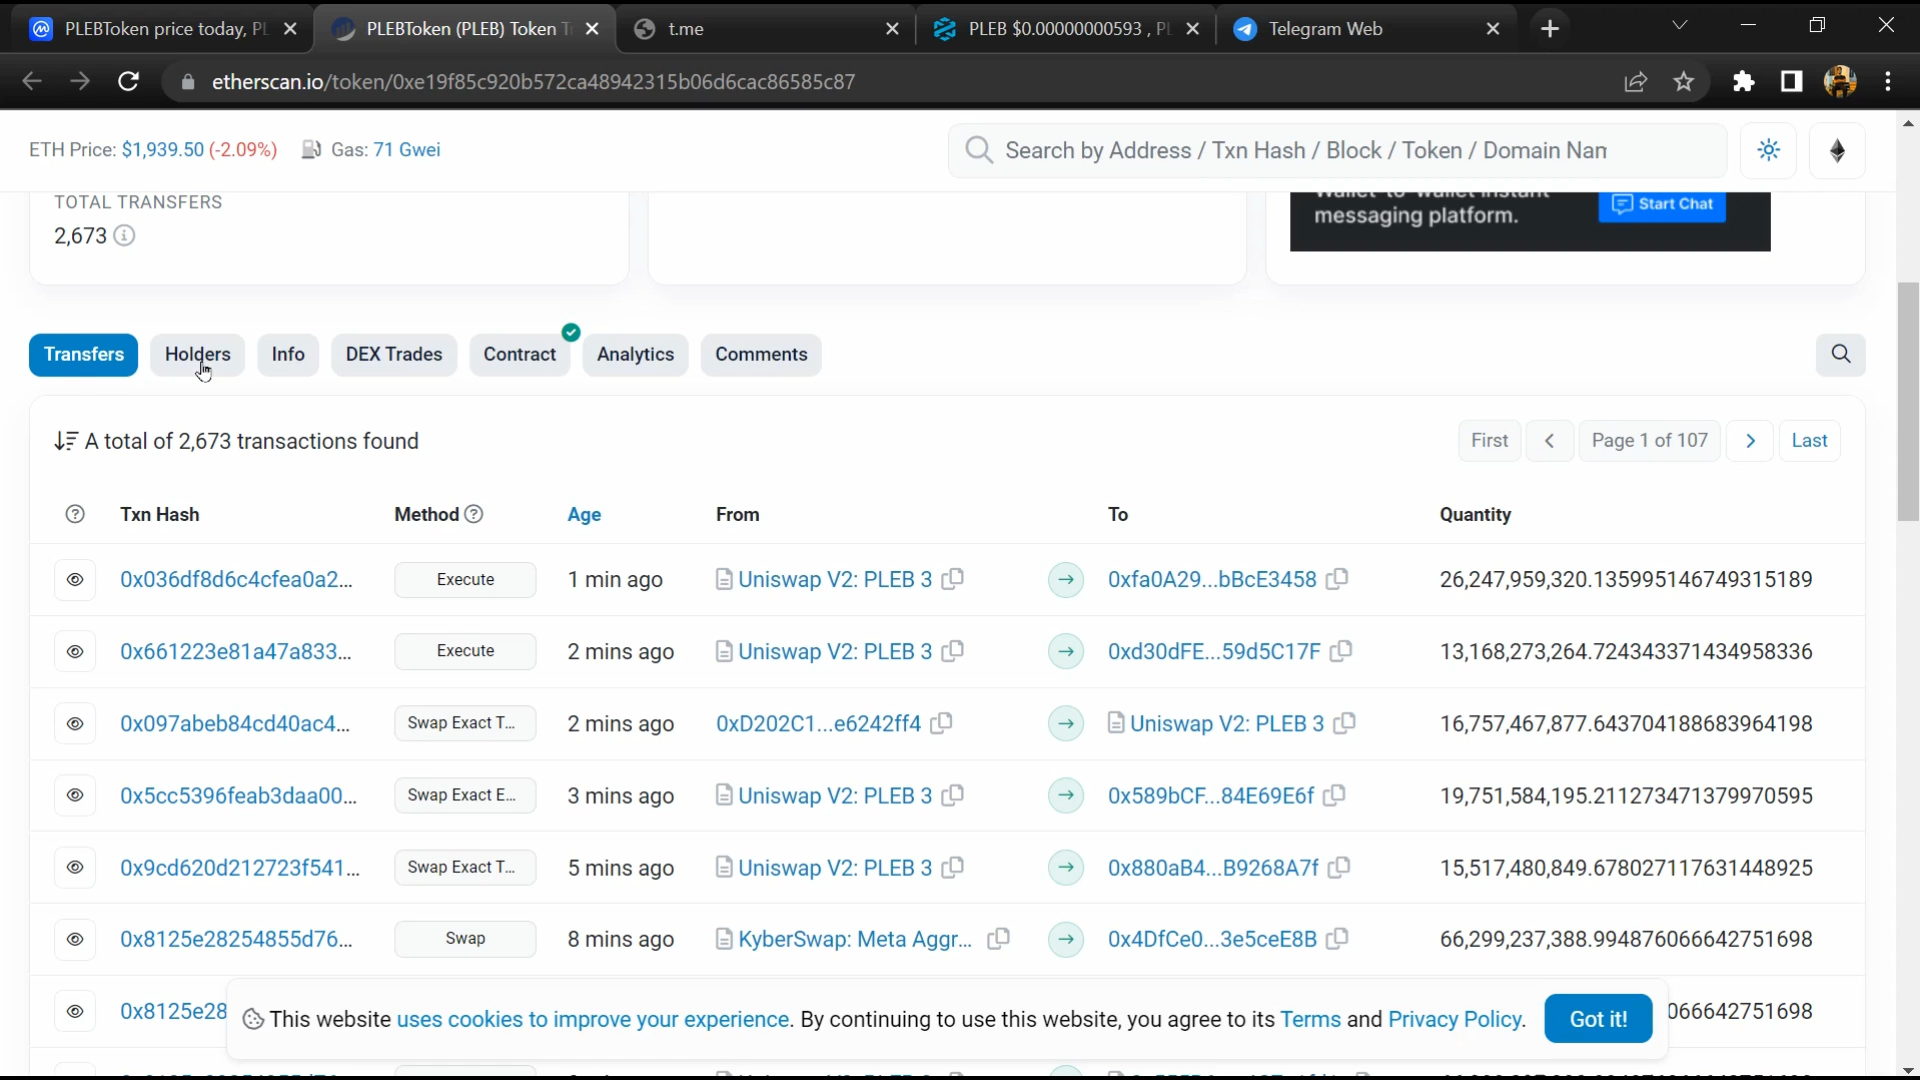 PLEBToken price today, PL
PLEBToken (PLEB) Token T
t.me
PLEB $0.00000000593 , PL
Telegram Web
etherscan.io/token/0xe19f85c920b572ca48942315b06d6cac86585c87
ETH Price: $1,939.50 (-2.09%) Gas: 71 Gwei
Search by Address / Txn Hash / Block / Token / Domain Nan
TOTAL TRANSFERS
2,673
Wallet-to-wallet instant
messaging platform.
Start Chat
Transfers Holders Info DEX Trades Contract Analytics Comments
A total of 2,673 transactions found
First Page 1 of 107 Last
Txn Hash Method Age From To Quantity
0x036df8d6c4cfea0a2... Execute 1 min ago Uniswap V2: PLEB 3 0xfa0A29...bBcE3458 26,247,959,320.135995146749315189
0x661223e81a47a833... Execute 2 mins ago Uniswap V2: PLEB 3 0xd30dFE...59d5C17F 13,168,273,264.724343371434958336
0x097abeb84cd40ac4... Swap Exact T... 2 mins ago 0xD202C1...e6242ff4 Uniswap V2: PLEB 3 16,757,467,877.643704188683964198
0x5cc5396feab3daa00... Swap Exact E... 3 mins ago Uniswap V2: PLEB 3 0x589bCF...84E69E6f 19,751,584,195.211273471379970595
0x9cd620d212723f541... Swap Exact T... 5 mins ago Uniswap V2: PLEB 3 0x880aB4...B9268A7f 15,517,480,849.678027117631448925
0x8125e28254855d76... Swap 8 mins ago KyberSwap: Meta Aggr... 0x4DfCe0...3e5ceE8B 66,299,237,388.994876066642751698
0x8125e28 066642751698
This website uses cookies to improve your experience. By continuing to use this website, you agree to its Terms and Privacy Policy. Got it!